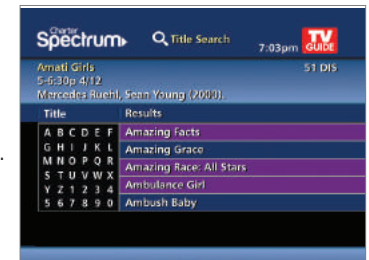 Charter
Spectrum
Title Search
7:03pm
TV
GUIDE
Amati Girls
51 DIS
5-6:30p 4/12
Mercedes Ruehl, Sean Young (2000).
Title
Results
A B C D E F
Amazing Facts
G H I J K L
Amazing Grace
M N O P Q R
Amazing Race: All Stars
S T U V W X
Ambulance Girl
Y Z 1 2 3 4
5 6 7 8 9 0
Ambush Baby
.